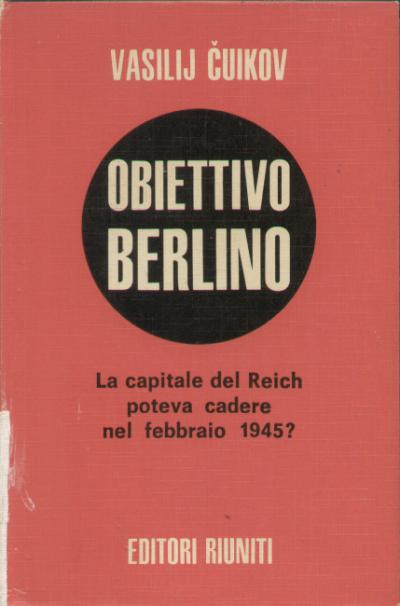 VASILIJ ČUIKOV
OBIETTIVO
BERLINO
La capitale del Reich
poteva cadere
nel febbraio 1945?
EDITORI RIUNITI